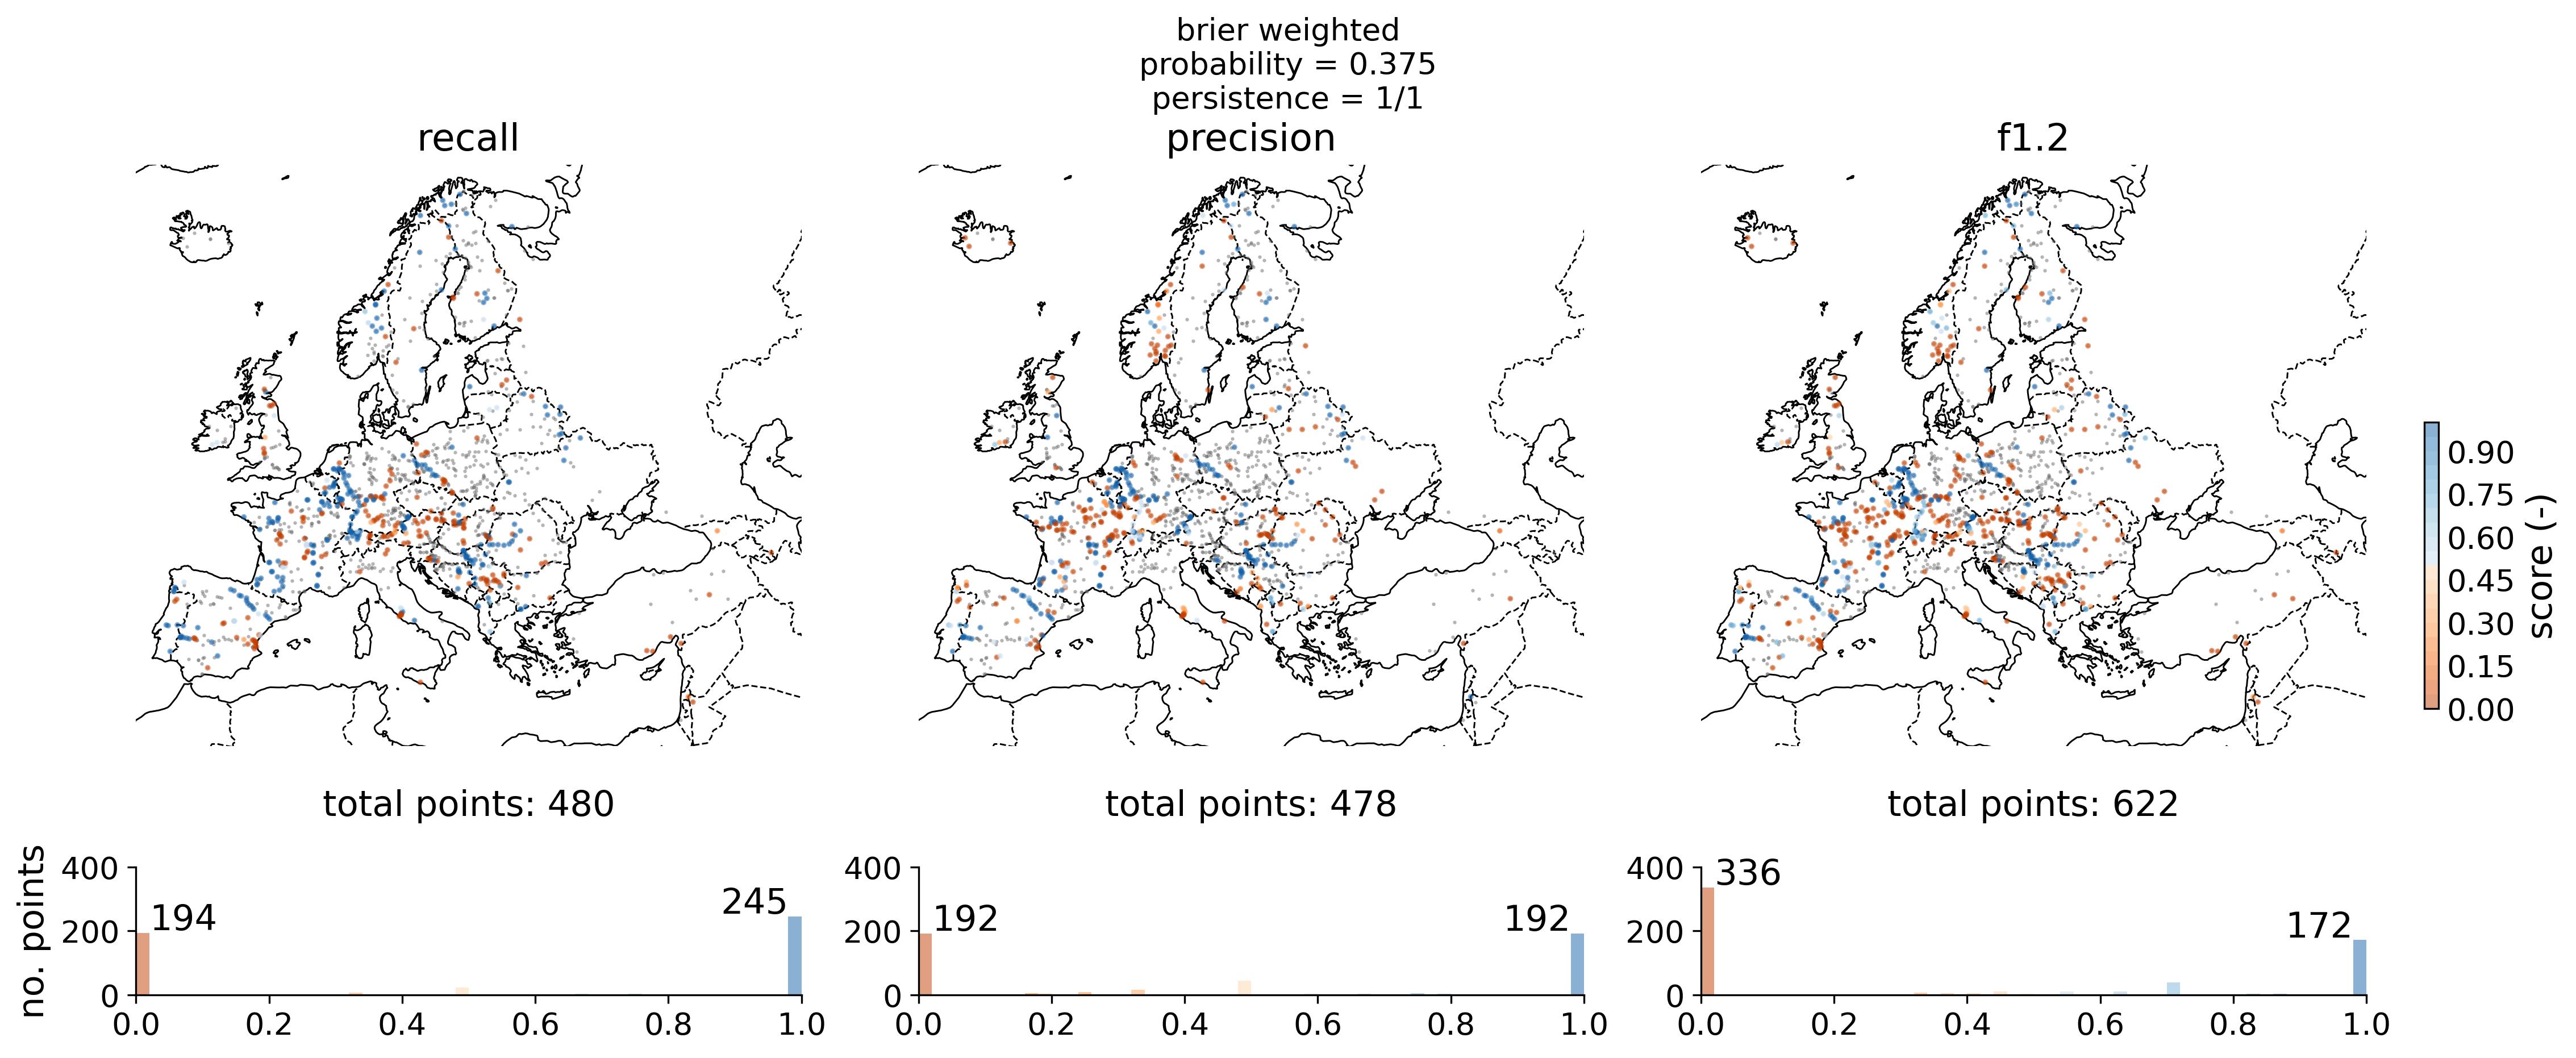 brier weighted
probability = 0.375
persistence = 1/1
recall
precision
f1.2
0.90
0.75
0.60
0.45
0.30
0.15
0.00
score (-)
total points: 480
total points: 478
total points: 622
no. points
400
200
0
194
245
0.0 0.2 0.4 0.6 0.8 1.0
400
200
0
192
192
0.0 0.2 0.4 0.6 0.8 1.0
400
200
0
336
172
0.0 0.2 0.4 0.6 0.8 1.0